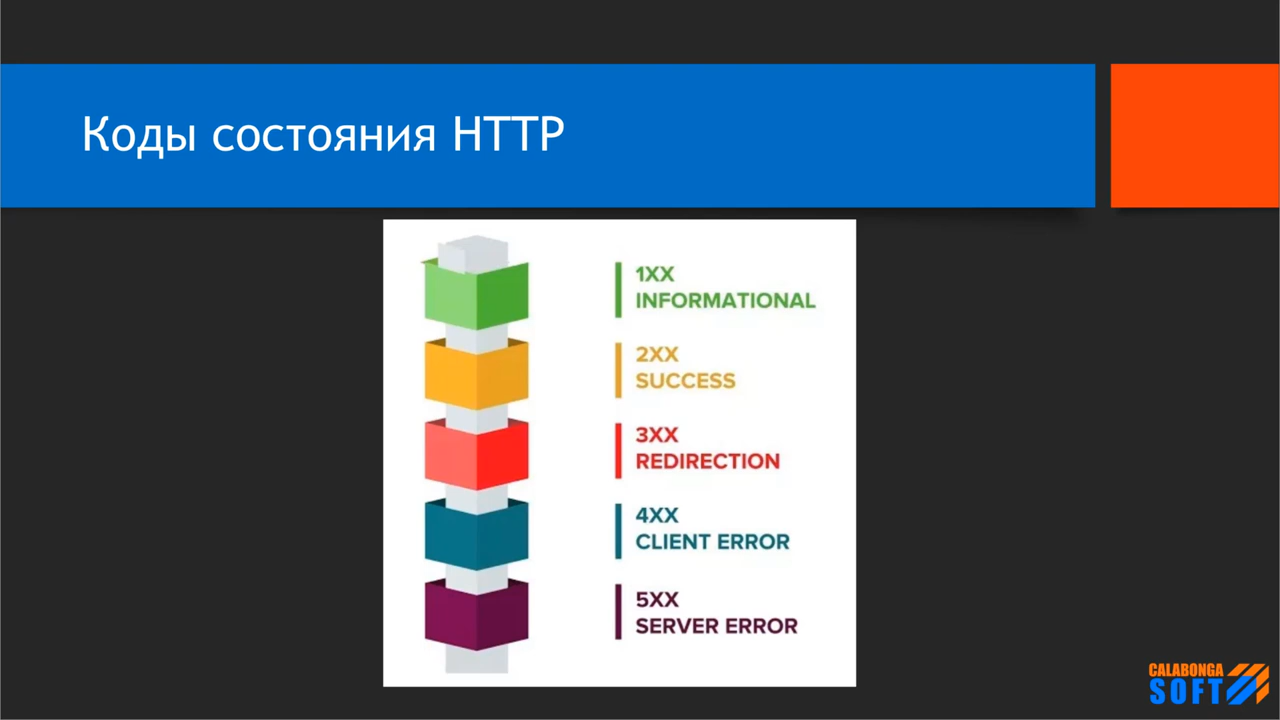 Коды состояния HTTP
1XX
INFORMATIONAL
2XX
SUCCESS
3XX
REDIRECTION
4XX
CLIENT ERROR
5XX
SERVER ERROR
CALABONGA
SOFT